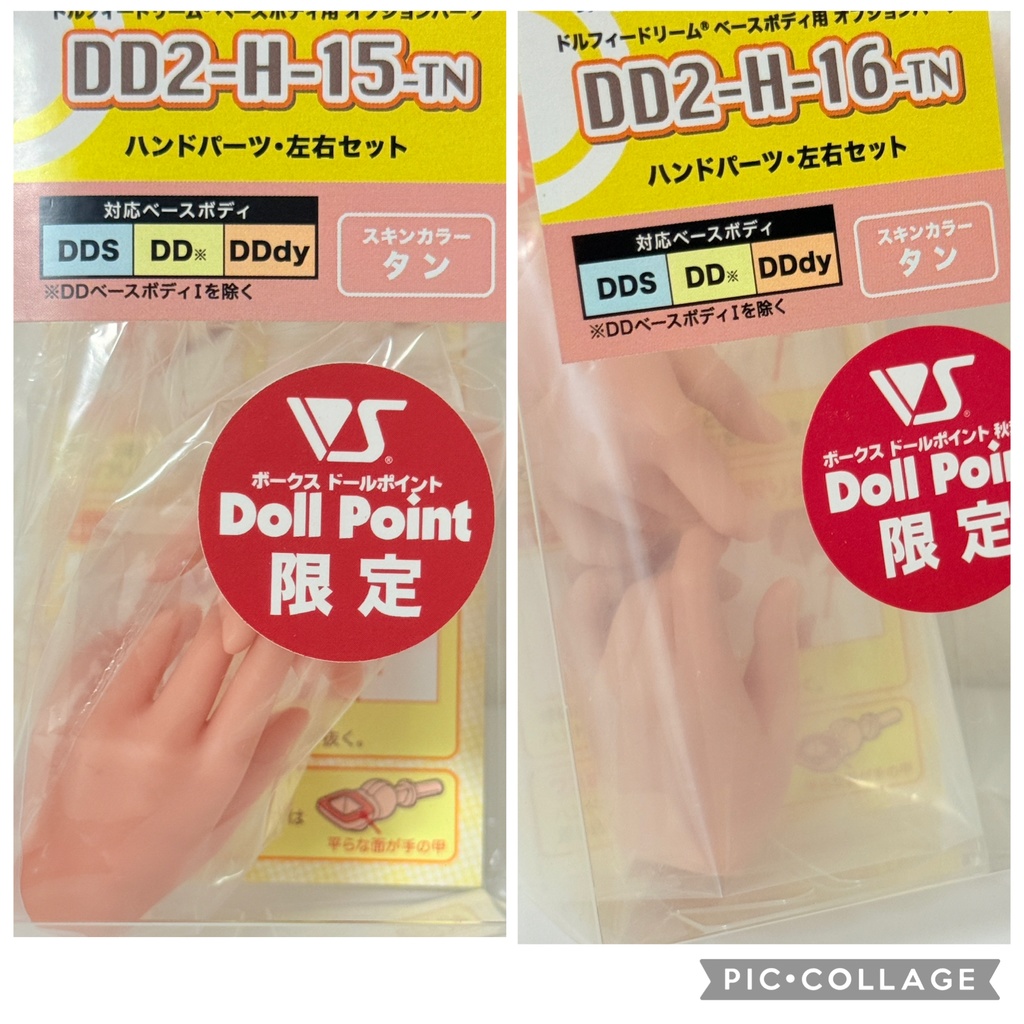 ドルフィードリーム® ベースボディ用 オプションパーツ
DD2-H-15-TN
ハンドパーツ・左右セット
対応ベースボディ
DDS DD※ DDdy
※DDベースボディIを除く
スキンカラー
タン
VS®
ボークス ドールポイント
Doll Point
限定
抜く。
は
平らな面が手の甲
ドルフィードリーム® ベースボディ用 オプションパーツ
DD2-H-16-TN
ハンドパーツ・左右セット
対応ベースボディ
DDS DD※ DDdy
※DDベースボディIを除く
スキンカラー
タン
VS®
ボークス ドールポイント 秋
Doll Poi
限定
PIC•COLLAGE